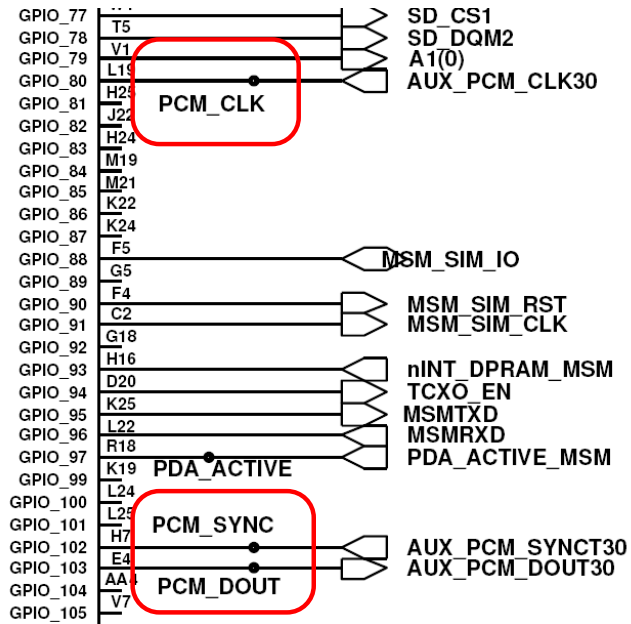 GPIO_77 SD_CS1
GPIO_78 T5 SD_DQM2
GPIO_79 V1 A1(0)
GPIO_80 L19 AUX_PCM_CLK30
PCM_CLK
GPIO_81 H25
GPIO_82 J22
GPIO_83 H24
GPIO_84 M19
GPIO_85 M21
GPIO_86 K22
GPIO_87 K24
GPIO_88 F5 MSM_SIM_IO
GPIO_89 G5
GPIO_90 F4 MSM_SIM_RST
GPIO_91 C2 MSM_SIM_CLK
GPIO_92 G18
GPIO_93 H16 nINT_DPRAM_MSM
GPIO_94 D20 TCXO_EN
GPIO_95 K25 MSMTXD
GPIO_96 L22 MSMRXD
GPIO_97 R18 PDA_ACTIVE_MSM
PDA_ACTIVE
GPIO_99 K19
GPIO_100 L24
GPIO_101 L25
PCM_SYNC
GPIO_102 H7 AUX_PCM_SYNCT30
GPIO_103 E4 AUX_PCM_DOUT30
PCM_DOUT
GPIO_104 AA4
GPIO_105 V7